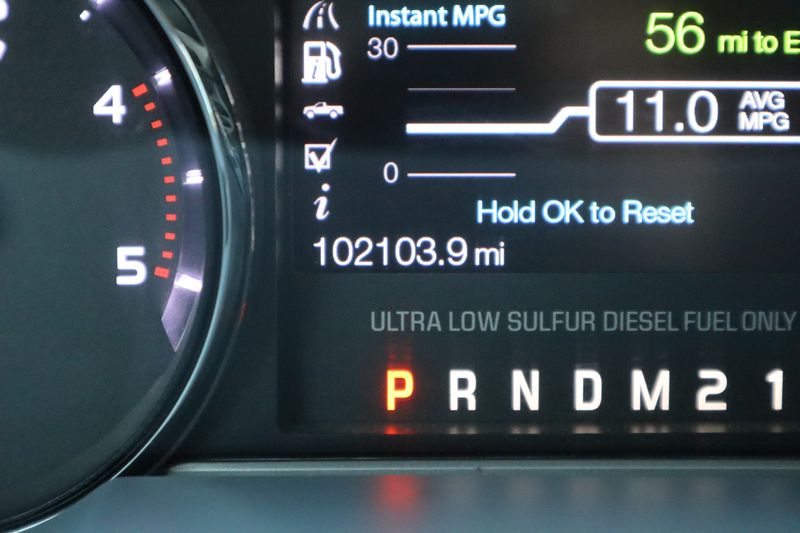 Instant MPG
30
56 mi to E
11.0 AVG MPG
0
Hold OK to Reset
102103.9 mi
4
5
ULTRA LOW SULFUR DIESEL FUEL ONLY
P R N D M 2 1